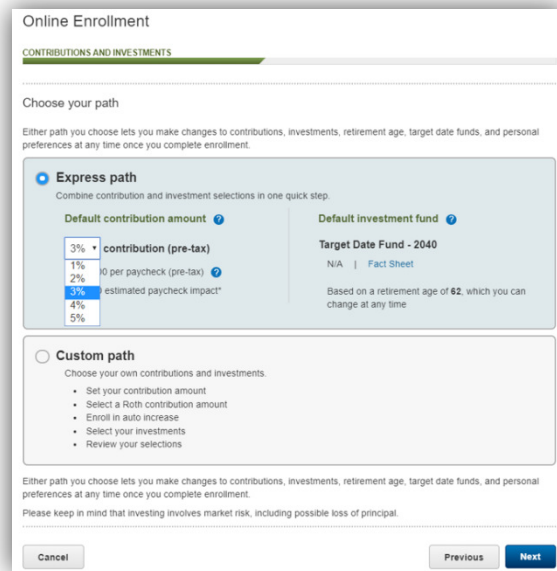 Online Enrollment
CONTRIBUTIONS AND INVESTMENTS
Choose your path
Either path you choose lets you make changes to contributions, investments, retirement age, target date funds, and personal
preferences at any time once you complete enrollment.
Express path
Combine contribution and investment selections in one quick step.
Default contribution amount ?
3% contribution (pre-tax)
1%
2%
3%
4%
5%
00 per paycheck (pre-tax) ?
estimated paycheck impact*
Default investment fund ?
Target Date Fund - 2040
N/A | Fact Sheet
Based on a retirement age of 62, which you can
change at any time
Custom path
Choose your own contributions and investments.
• Set your contribution amount
• Select a Roth contribution amount
• Enroll in auto increase
• Select your investments
• Review your selections
Either path you choose lets you make changes to contributions, investments, retirement age, target date funds, and personal
preferences at any time once you complete enrollment.
Please keep in mind that investing involves market risk, including possible loss of principal.
Cancel
Previous
Next